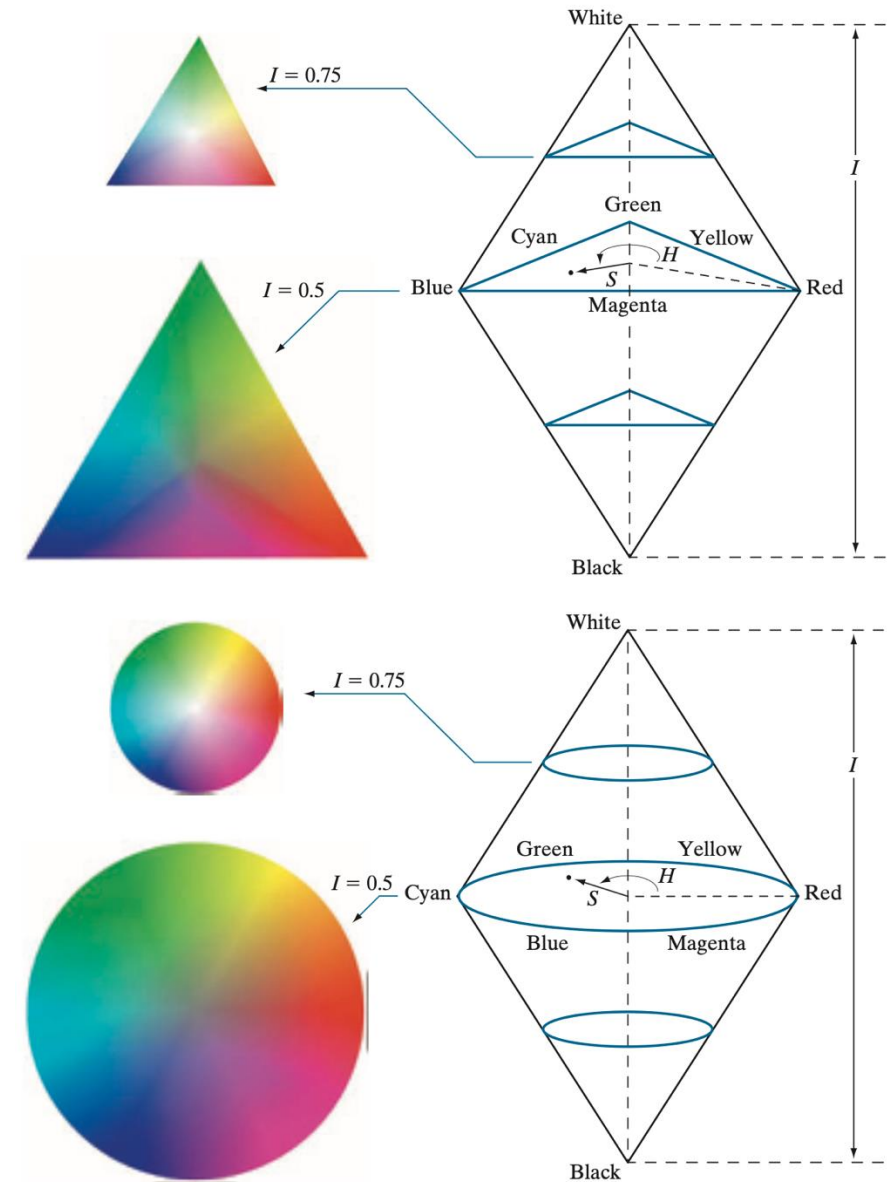 White
I = 0.75
I
Green
Cyan
Yellow
H
I = 0.5
Blue
S
Red
Magenta
Black
White
I = 0.75
I
Green
Yellow
H
I = 0.5
Cyan
S
Red
Blue
Magenta
Black